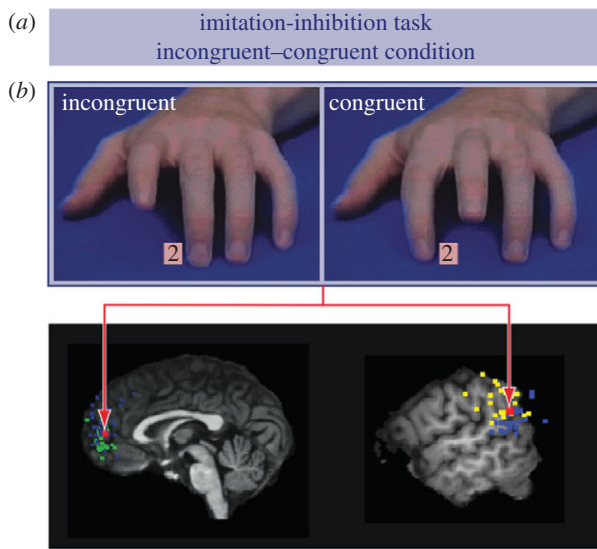 (a) imitation-inhibition task
incongruent–congruent condition
(b) incongruent congruent
2 2